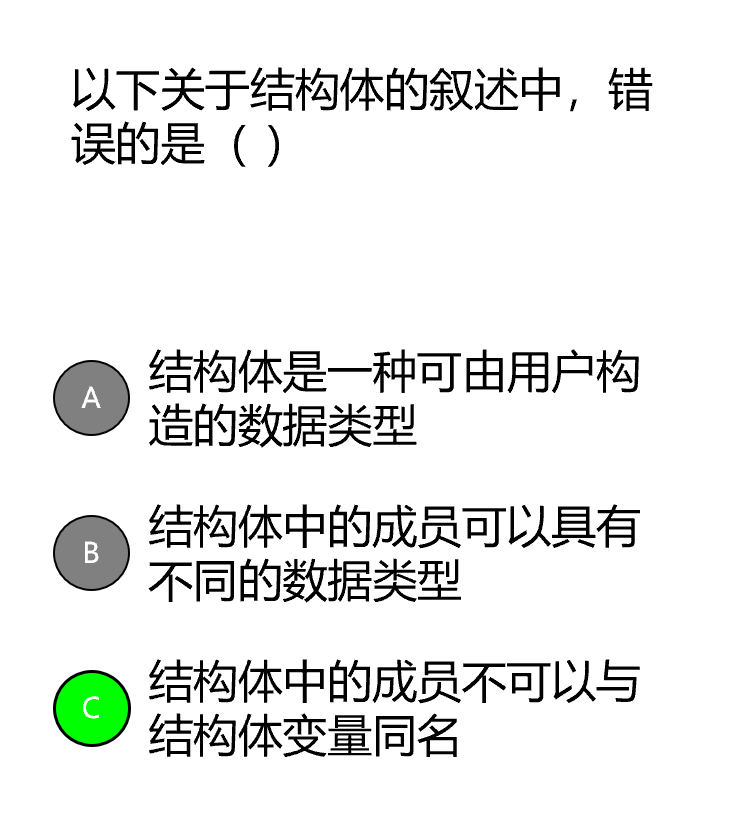 以下关于结构体的叙述中，错
误的是（ ）
A
结构体是一种可由用户构
造的数据类型
B
结构体中的成员可以具有
不同的数据类型
C
结构体中的成员不可以与
结构体变量同名